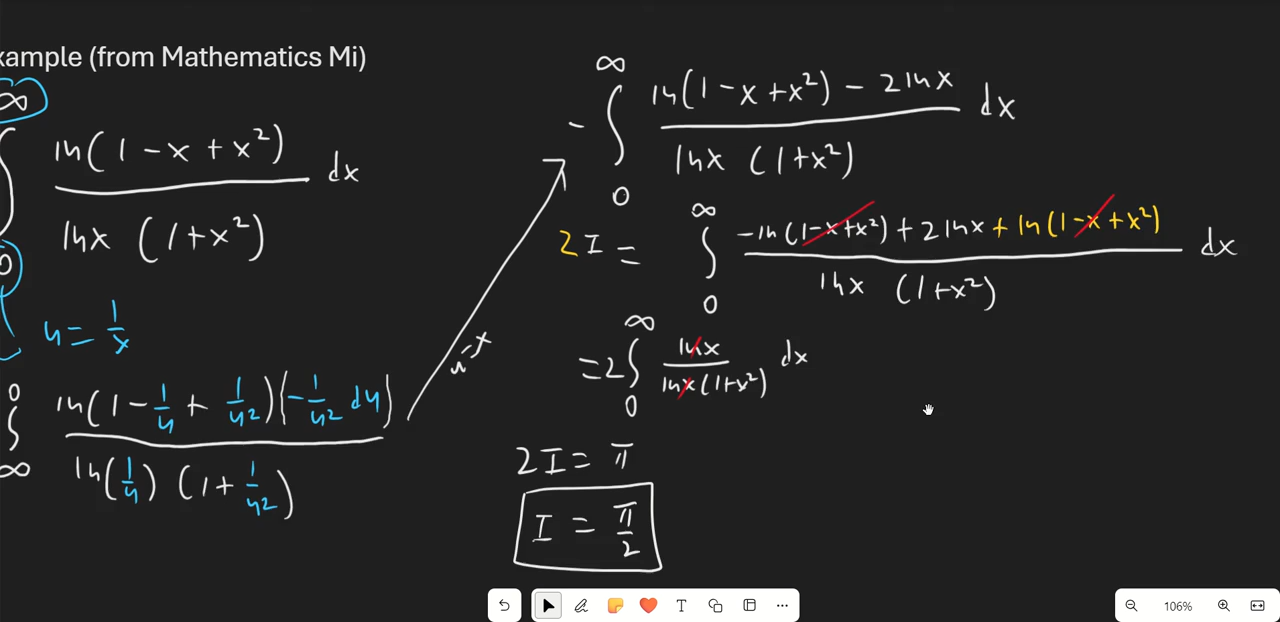 xample (from Mathematics Mi)
∞
∫ ln(1 - x + x²) / lnx (1+x²) dx
0
u = 1/x
0
∫ ln(1 - 1/u + 1/u²)(-1/u² du) / ln(1/u) (1 + 1/u²)
∞
u→x
∞
- ∫ ln(1-x+x²) - 2lnx / lnx (1+x²) dx
0
∞
2I = ∫ -ln(1-x+x²) + 2lnx + ln(1-x+x²) / lnx (1+x²) dx
0
∞
=2∫ lnx / lnx(1+x²) dx
0
2I = π
I = π/2
106%